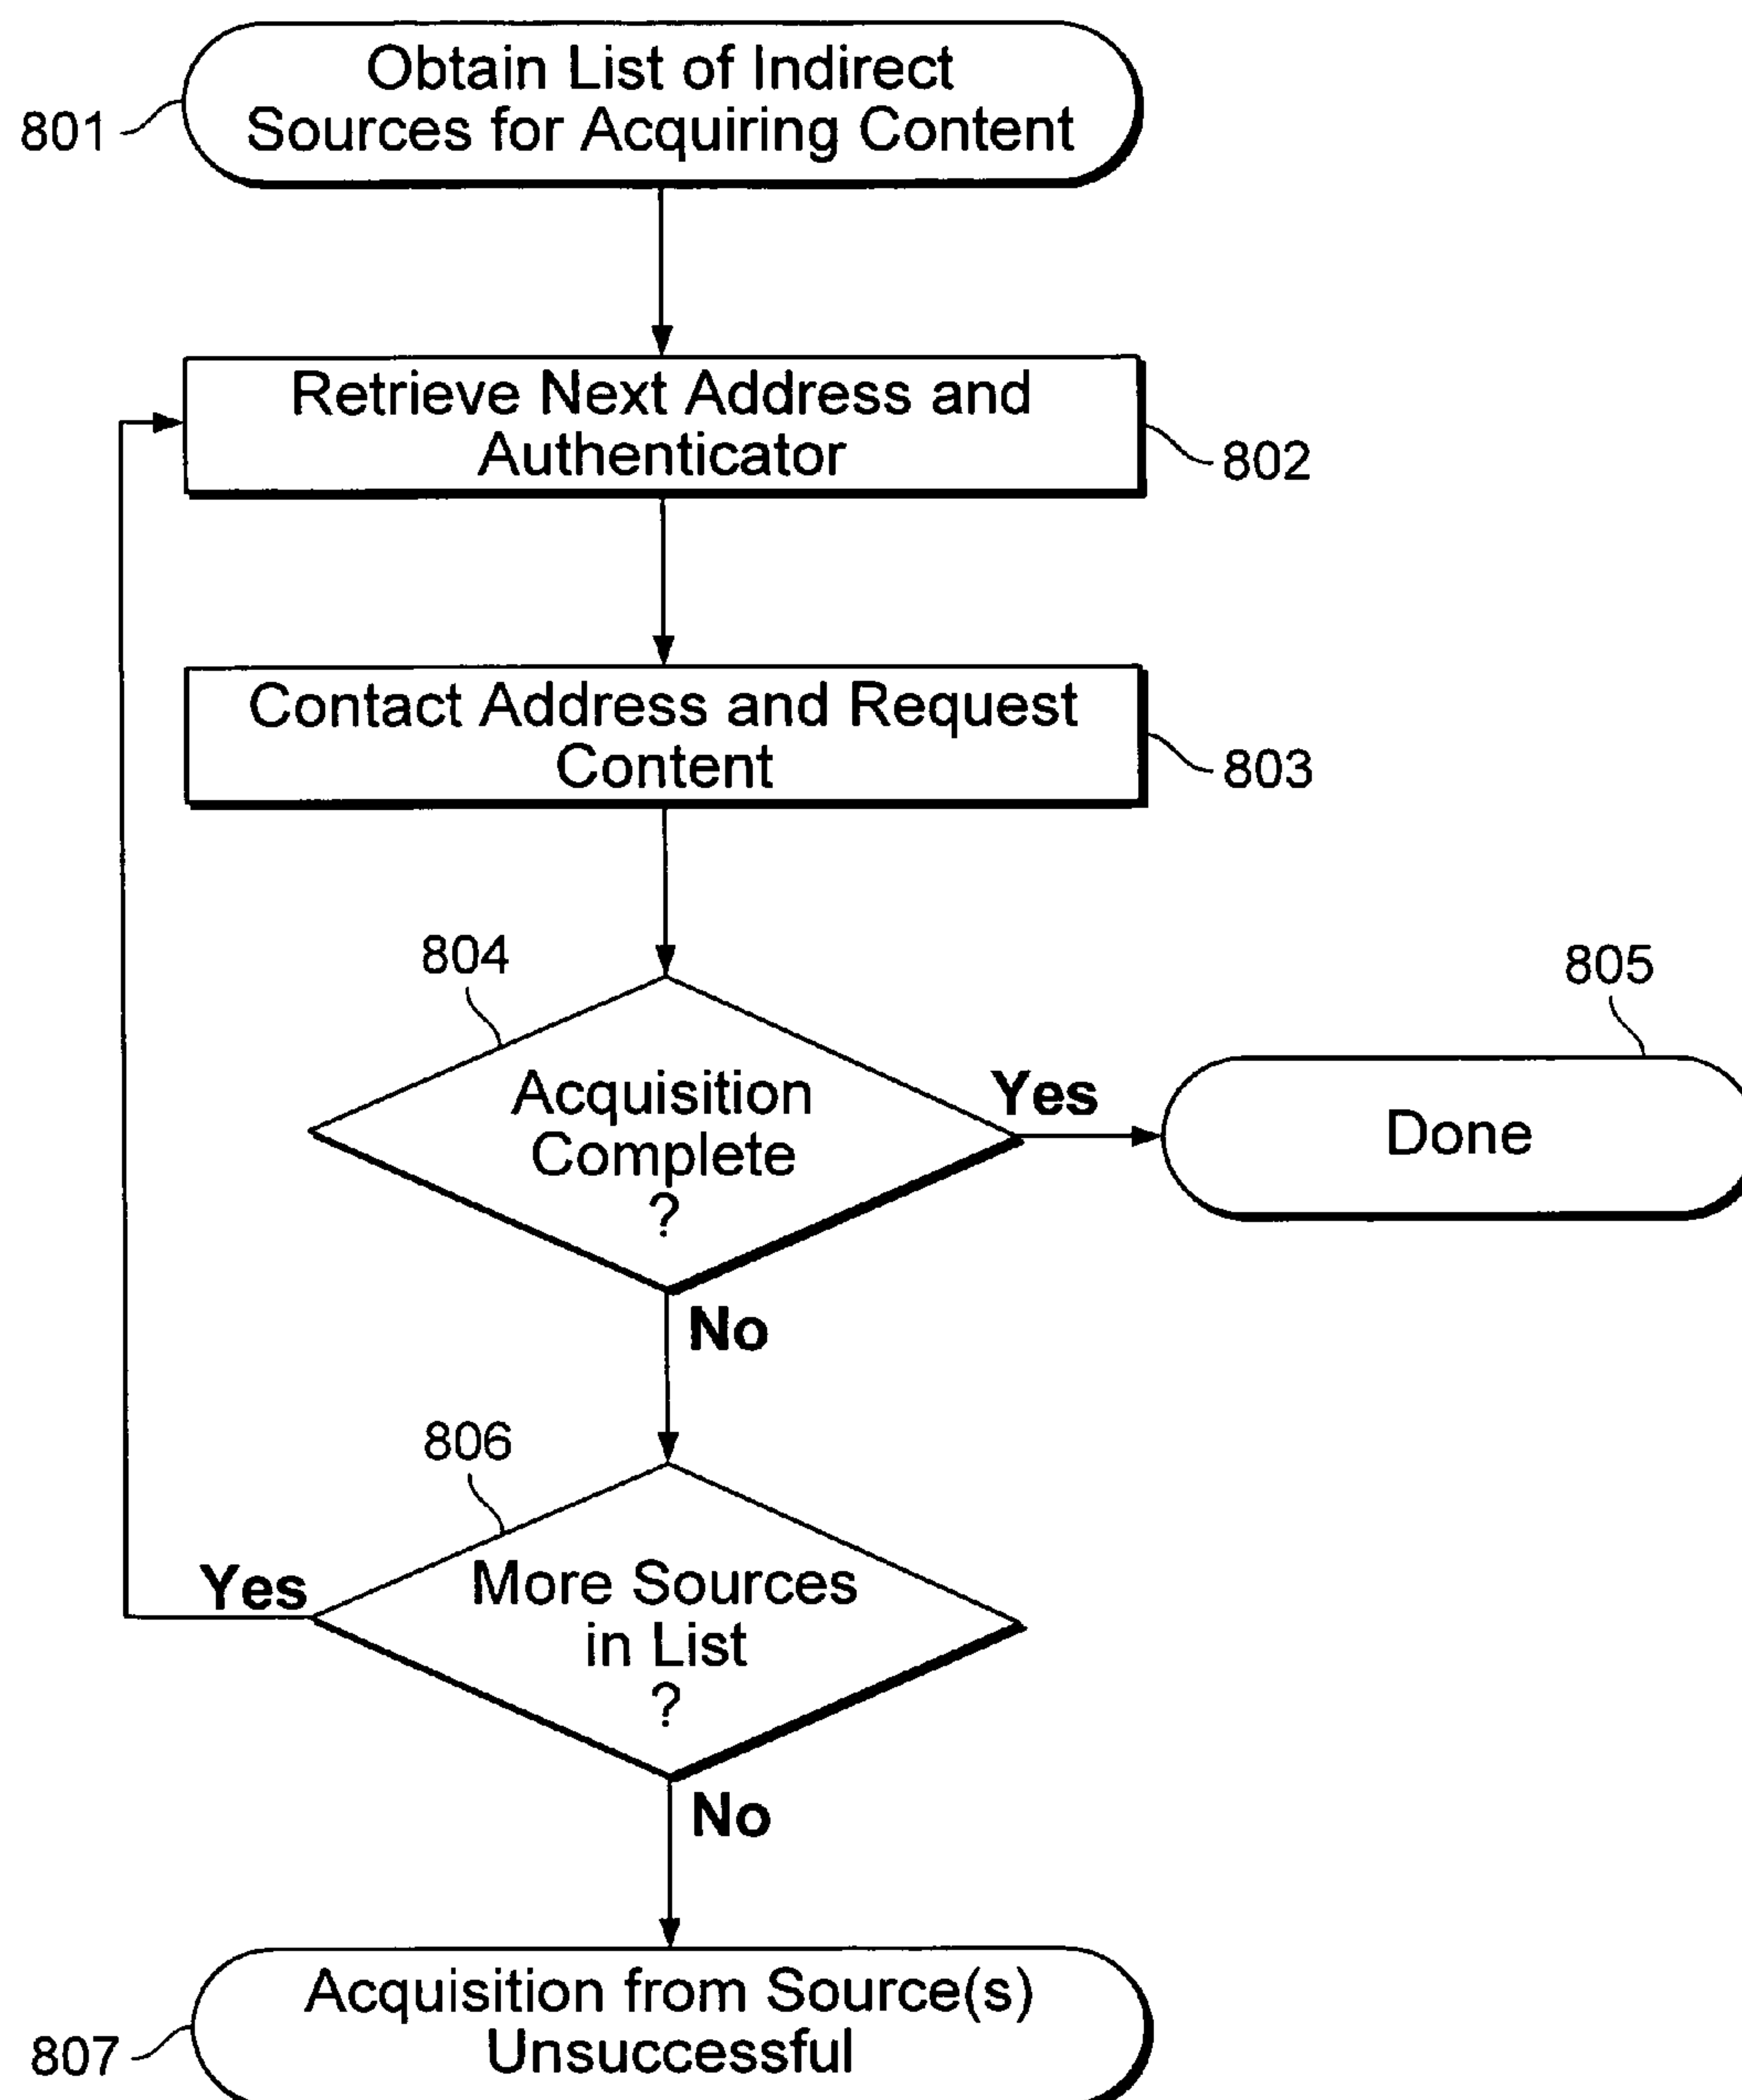 Obtain List of Indirect
Sources for Acquiring Content
801
Retrieve Next Address and
Authenticator
802
Contact Address and Request
Content
803
804
Acquisition
Complete
?
Yes
805
Done
No
806
More Sources
in List
?
Yes
No
Acquisition from Source(s)
Unsuccessful
807